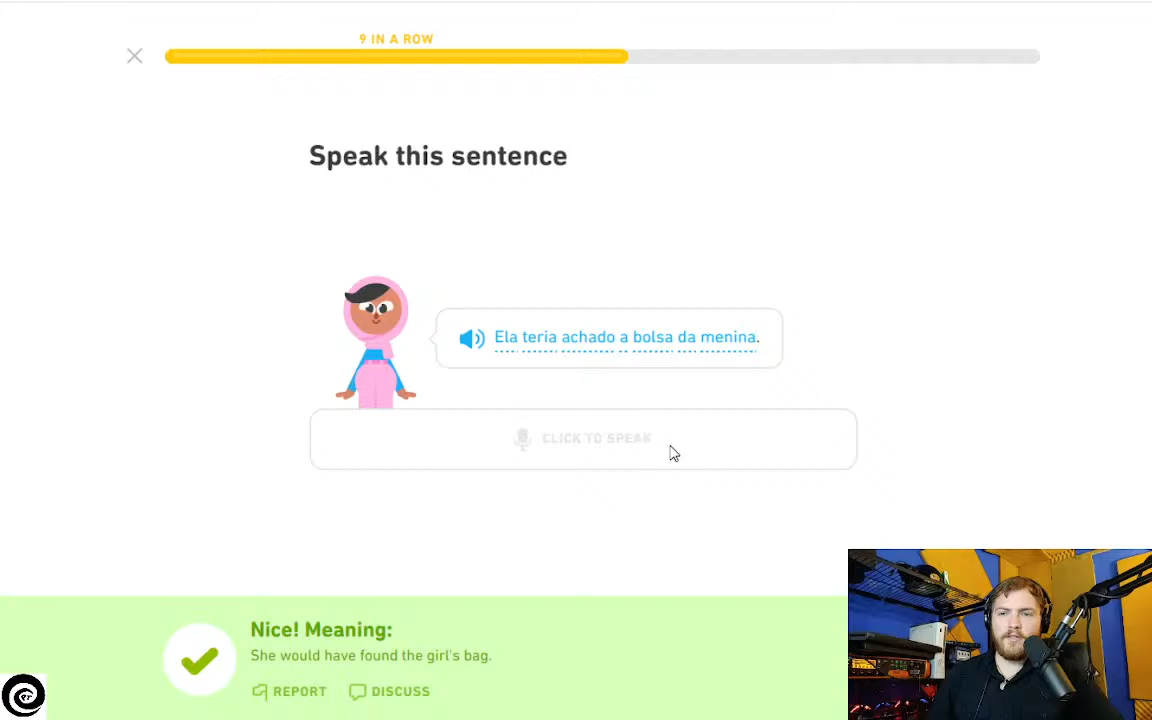 9 IN A ROW
Speak this sentence
Ela teria achado a bolsa da menina.
CLICK TO SPEAK
Nice! Meaning:
She would have found the girl's bag.
REPORT DISCUSS